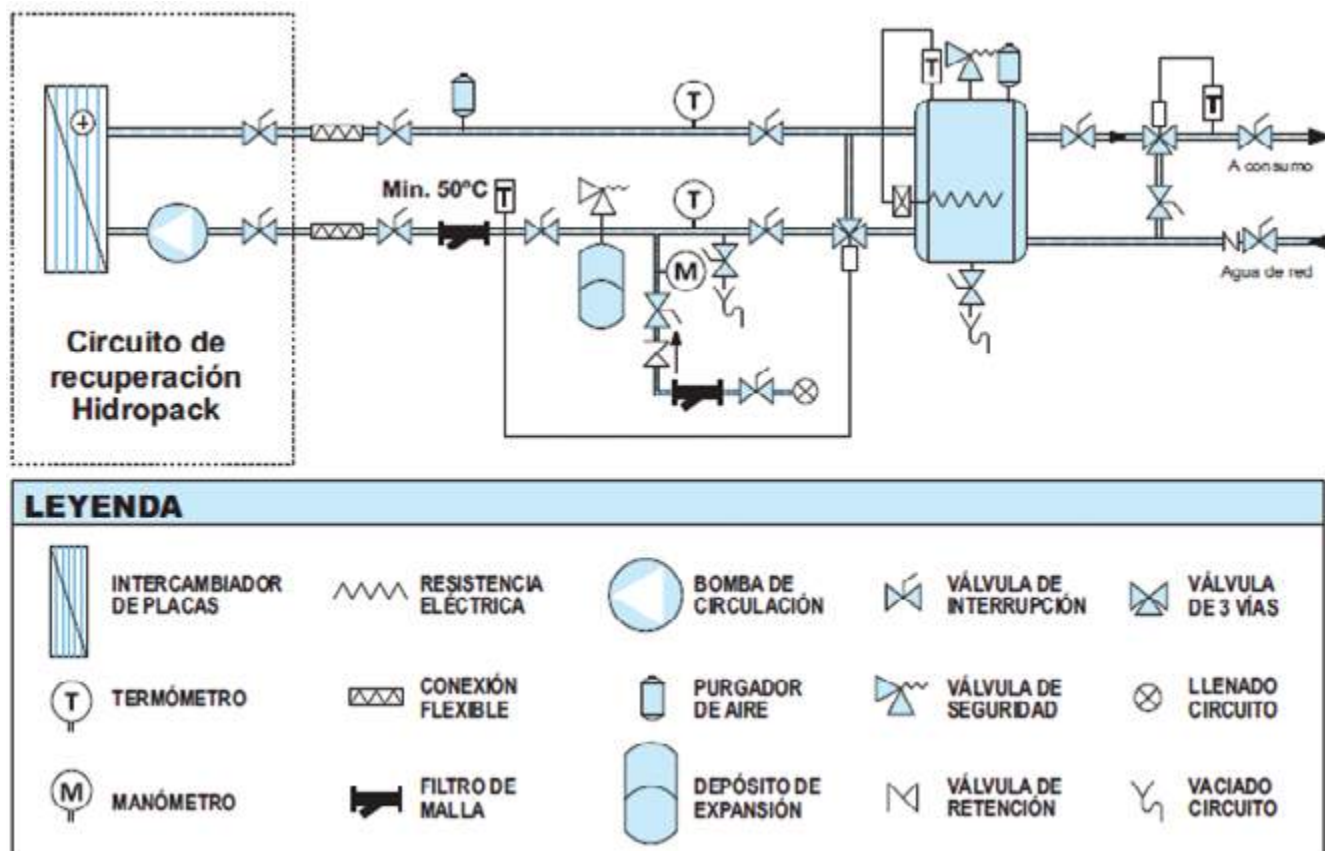 T
T
T
T
A consumo
Min. 50ºC
T
T
Agua de red
M
Circuito de
recuperación
Hidropack
LEYENDA
INTERCAMBIADOR
DE PLACAS
RESISTENCIA
ELÉCTRICA
BOMBA DE
CIRCULACIÓN
VÁLVULA DE
INTERRUPCIÓN
VÁLVULA
DE 3 VÍAS
T
TERMÓMETRO
CONEXIÓN
FLEXIBLE
PURGADOR
DE AIRE
VÁLVULA DE
SEGURIDAD
LLENADO
CIRCUITO
M
MANÓMETRO
FILTRO DE
MALLA
DEPÓSITO DE
EXPANSIÓN
VÁLVULA DE
RETENCIÓN
VACIADO
CIRCUITO